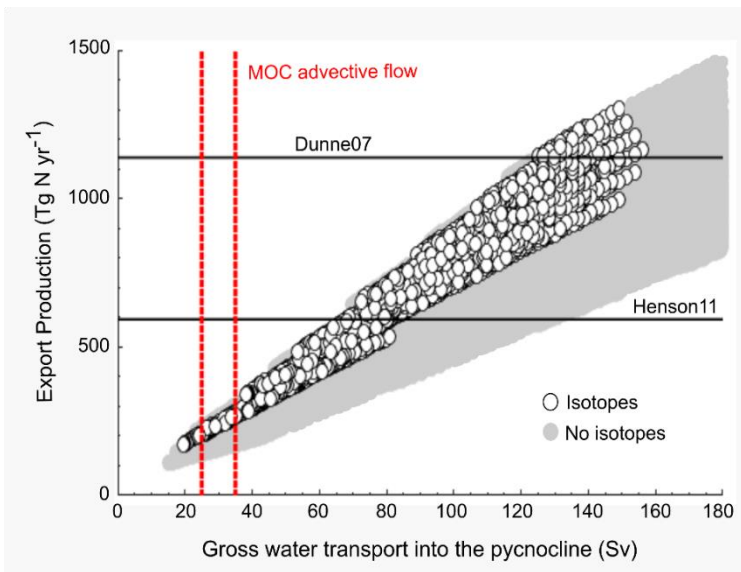 1500
MOC advective flow
Dunne07
1000
Export Production (Tg N yr⁻¹)
Henson11
500
Isotopes
No isotopes
0
0 20 40 60 80 100 120 140 160 180
Gross water transport into the pycnocline (Sv)